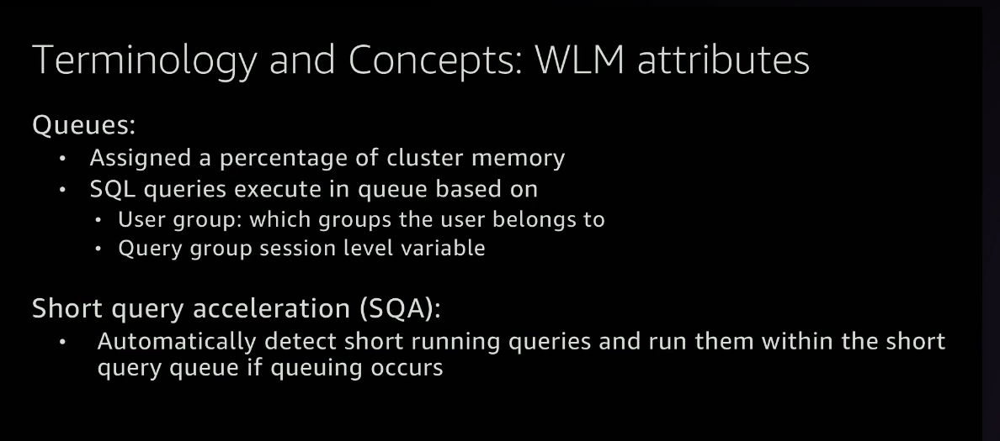 Terminology and Concepts: WLM attributes
Queues:
• Assigned a percentage of cluster memory
• SQL queries execute in queue based on
• User group: which groups the user belongs to
• Query group session level variable
Short query acceleration (SQA):
• Automatically detect short running queries and run them within the short
query queue if queuing occurs